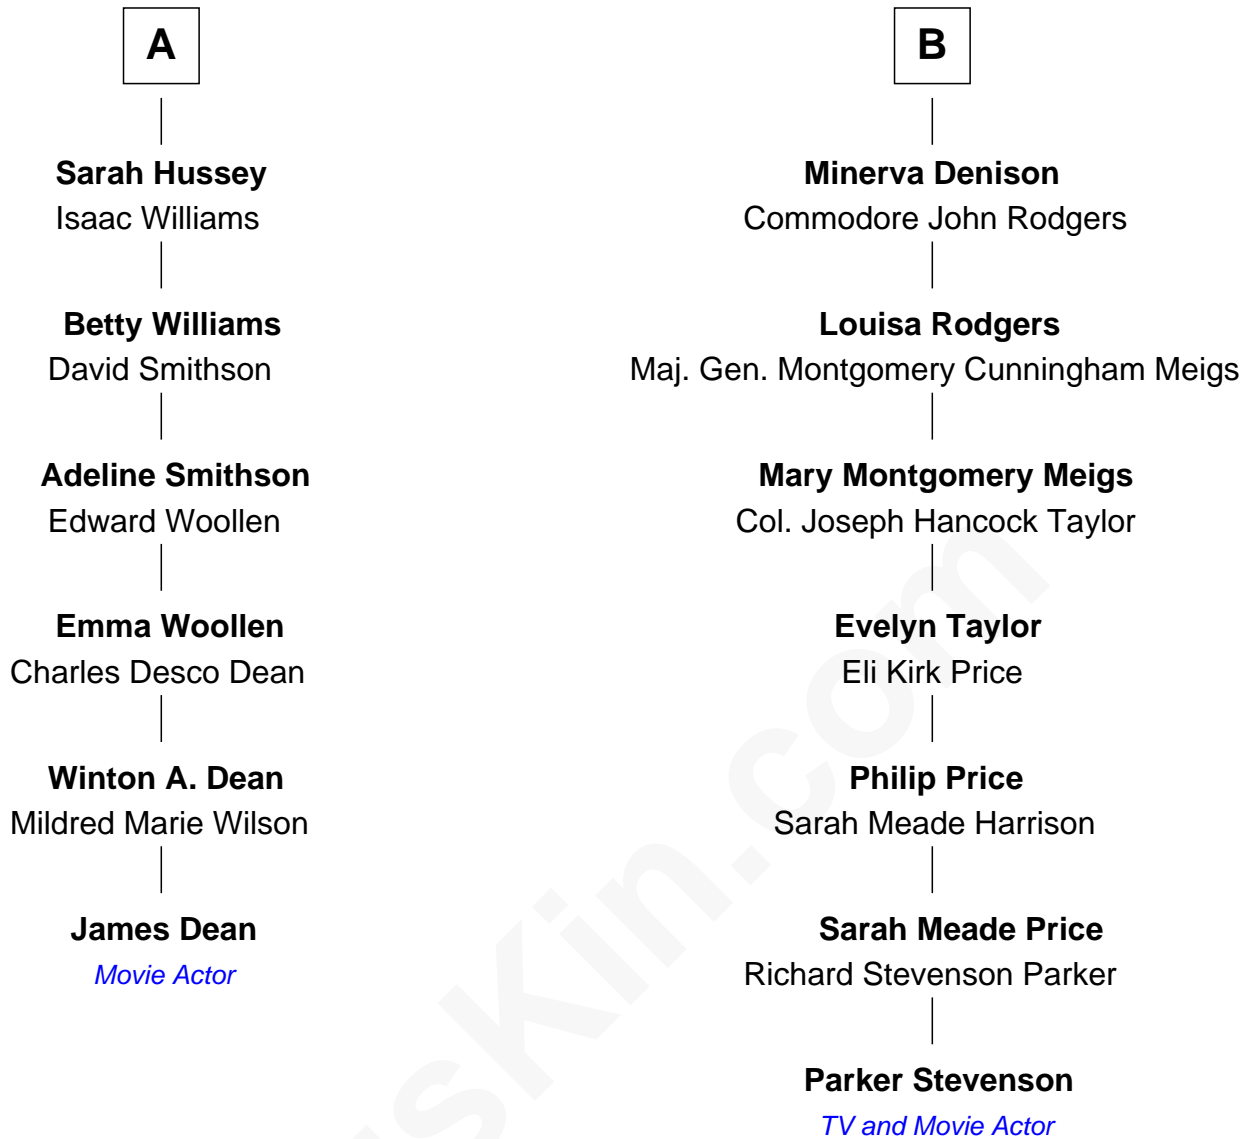 A
Sarah Hussey
Isaac Williams
Betty Williams
David Smithson
Adeline Smithson
Edward Woollen
Emma Woollen
Charles Desco Dean
Winton A. Dean
Mildred Marie Wilson
James Dean
Movie Actor
B
Minerva Denison
Commodore John Rodgers
Louisa Rodgers
Maj. Gen. Montgomery Cunningham Meigs
Mary Montgomery Meigs
Col. Joseph Hancock Taylor
Evelyn Taylor
Eli Kirk Price
Philip Price
Sarah Meade Harrison
Sarah Meade Price
Richard Stevenson Parker
Parker Stevenson
TV and Movie Actor
usKin.com